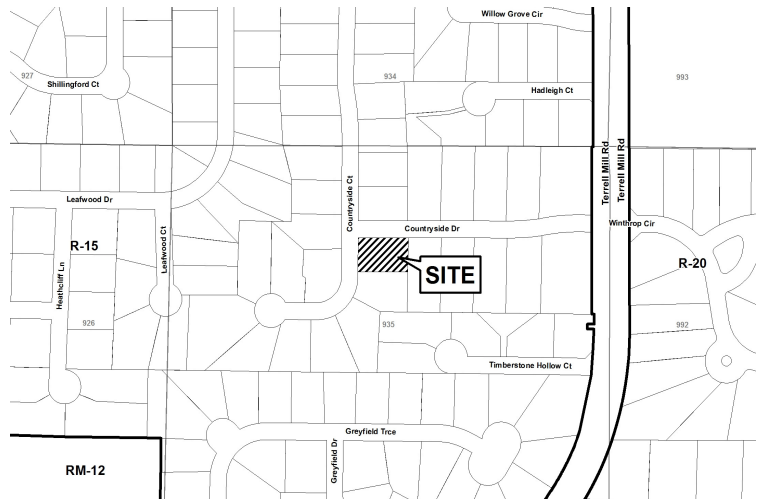 Willow Grove Cir
927
934
993
Shillingford Ct
Hadleigh Ct
Terrell Mill Rd
Terrell Mill Rd
Countryside Ct
Leafwood Dr
Leafwood Ct
Countryside Dr
Winthrop Cir
R-15
R-20
SITE
Heathcliff Ln
926
935
992
Timberstone Hollow Ct
Greyfield Trce
Greyfield Dr
RM-12